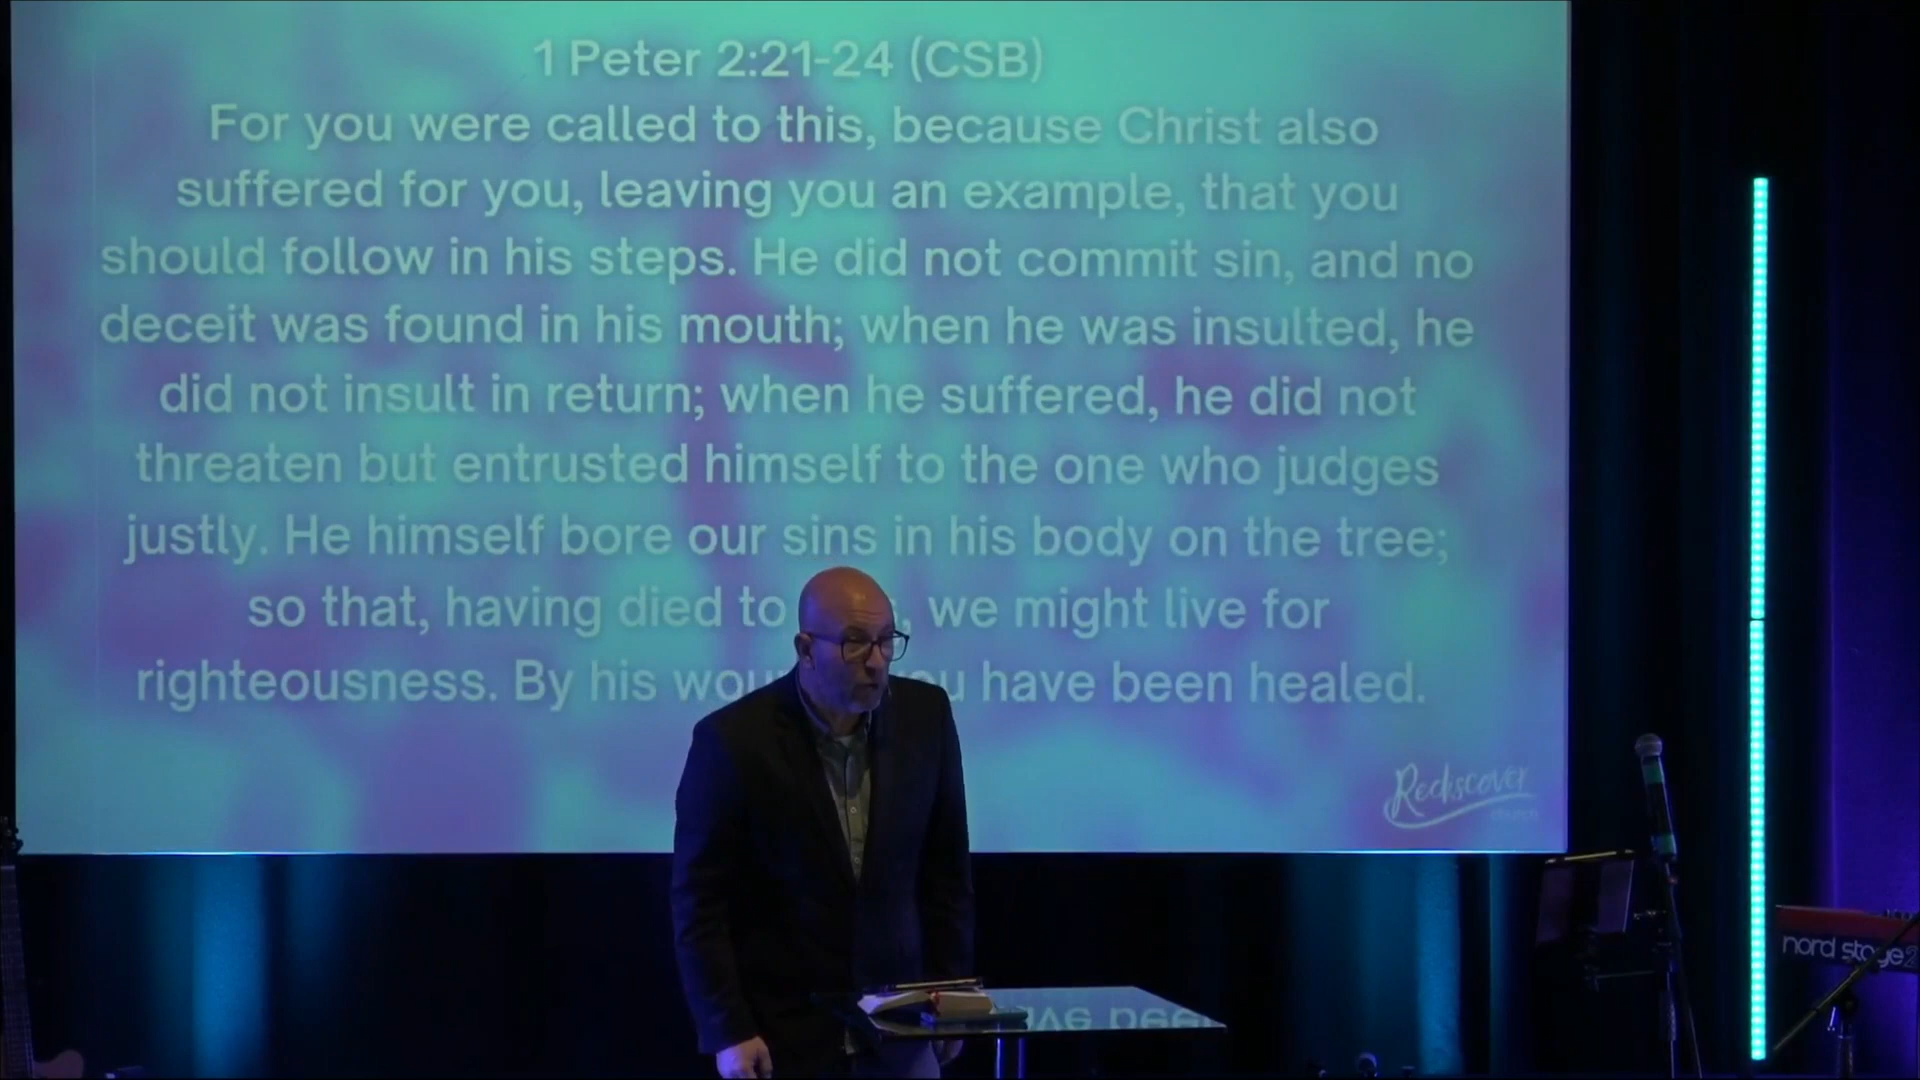 1 Peter 2:21-24 (CSB)
For you were called to this, because Christ also
suffered for you, leaving you an example, that you
should follow in his steps. He did not commit sin, and no
deceit was found in his mouth; when he was insulted, he
did not insult in return; when he suffered, he did not
threaten but entrusted himself to the one who judges
justly. He himself bore our sins in his body on the tree;
so that, having died to , we might live for
righteousness. By his have been healed.
Rediscover
nord stage 2